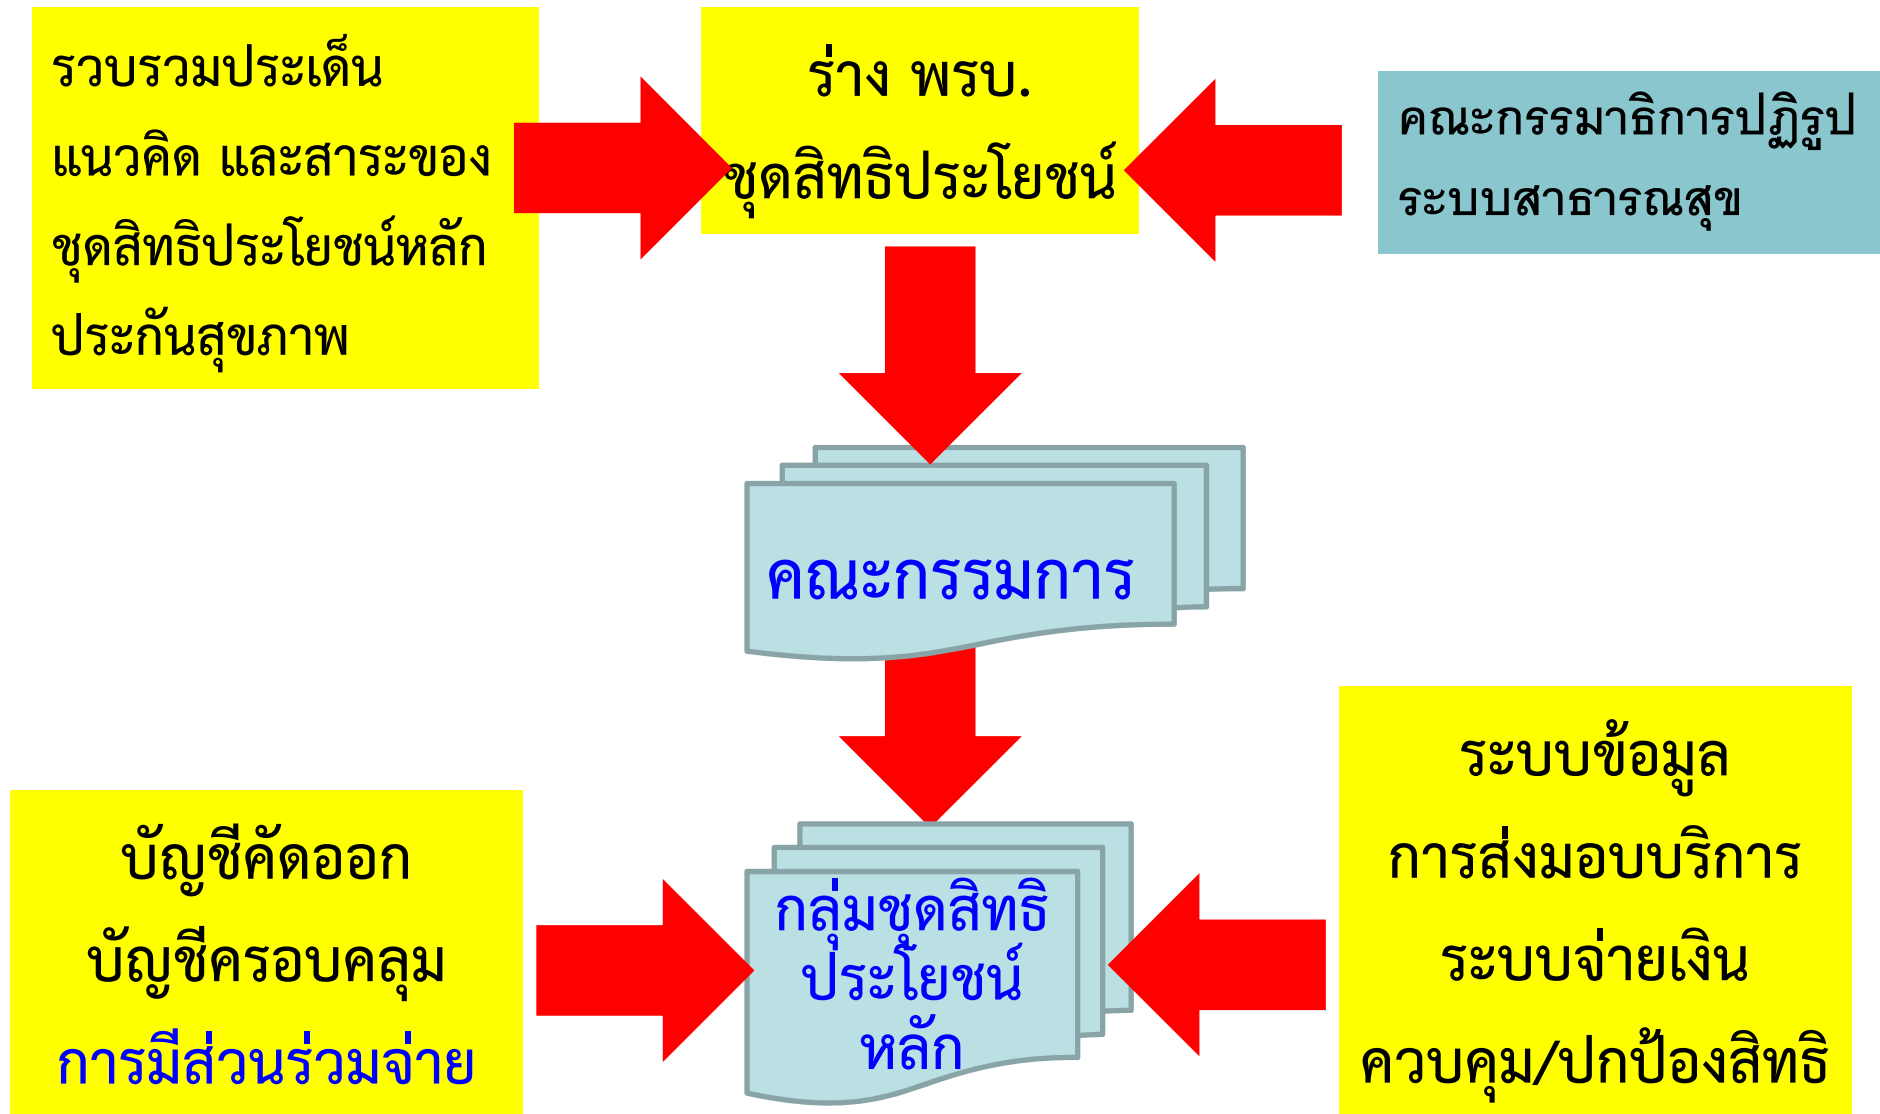 รวบรวมประเด็น
แนวคิด และสาระของ
ชุดสิทธิประโยชน์หลัก
ประกันสุขภาพ
ร่าง พรบ.
ชุดสิทธิประโยชน์
คณะกรรมาธิการปฏิรูป
ระบบสาธารณสุข
คณะกรรมการ
บัญชีคัดออก
บัญชีครอบคลุม
การมีส่วนร่วมจ่าย
กลุ่มชุดสิทธิ
ประโยชน์
หลัก
ระบบข้อมูล
การส่งมอบบริการ
ระบบจ่ายเงิน
ควบคุม/ปกป้องสิทธิ